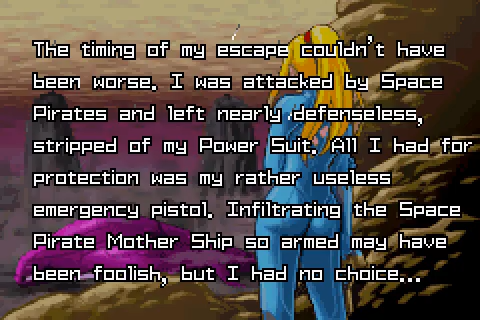 The timing of my escape couldn't have
been worse. I was attacked by Space
Pirates and left nearly defenseless,
stripped of my Power Suit. All I had for
protection was my rather useless
emergency pistol. Infiltrating the Space
Pirate Mother Ship so armed may have
been foolish, but I had no choice...